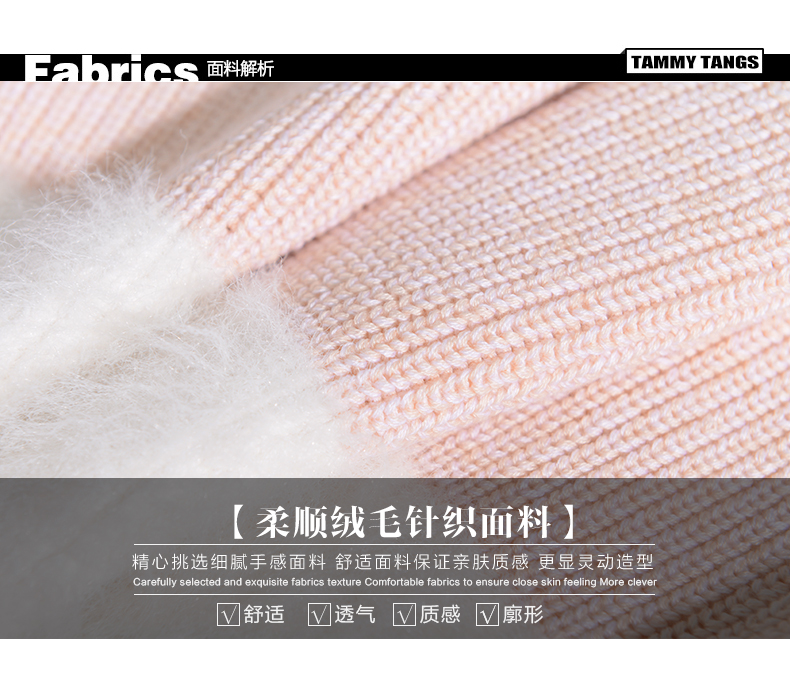 Fabrics 面料解析
TAMMY TANGS
【柔顺绒毛针织面料】
精心挑选细腻手感面料 舒适面料保证亲肤质感 更显灵动造型
Carefully selected and exquisite fabrics texture Comfortable fabrics to ensure close skin feeling More clever
√舒适 √透气 √质感 √廓形